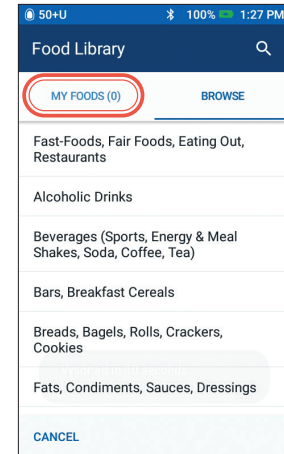 50+U 100% 1:27 PM
Food Library
MY FOODS (0) BROWSE
Fast-Foods, Fair Foods, Eating Out,
Restaurants
Alcoholic Drinks
Beverages (Sports, Energy & Meal
Shakes, Soda, Coffee, Tea)
Bars, Breakfast Cereals
Breads, Bagels, Rolls, Crackers,
Cookies
Fats, Condiments, Sauces, Dressings
CANCEL